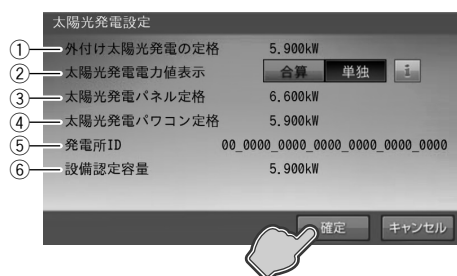 太陽光発電設定
① 外付け太陽光発電の定格 5.900kW
② 太陽光発電電力値表示 合算 単独 i
③ 太陽光発電パネル定格 6.600kW
④ 太陽光発電パワコン定格 5.900kW
⑤ 発電所ID 00_0000_0000_0000_0000_0000_0000
⑥ 設備認定容量 5.900kW
確定 キャンセル